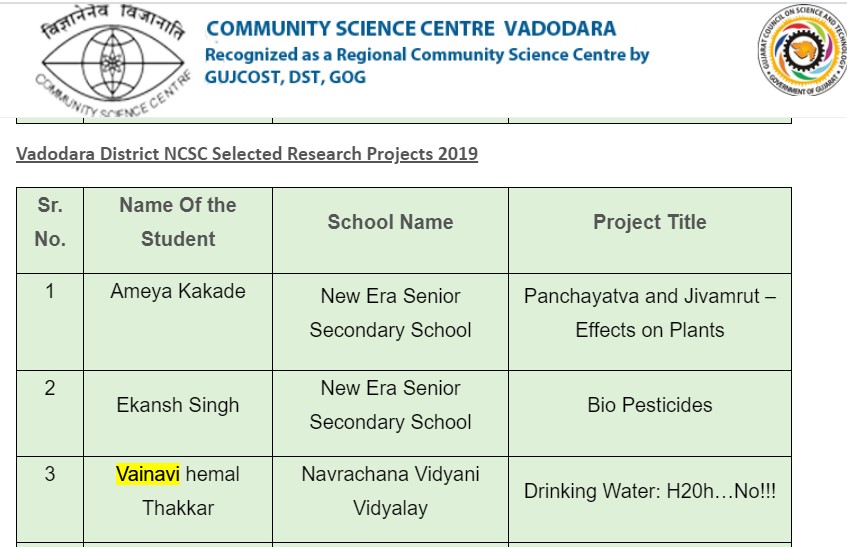 विज्ञानेनेव विजानाति
COMMUNITY SCIENCE CENTRE
COMMUNITY SCIENCE CENTRE VADODARA
Recognized as a Regional Community Science Centre by
GUJCOST, DST, GOG
GUJARAT COUNCIL ON SCIENCE AND TECHNOLOGY
GOVERNMENT OF GUJARAT
Vadodara District NCSC Selected Research Projects 2019
Sr.
No.
Name Of the
Student
School Name
Project Title
1
Ameya Kakade
New Era Senior
Secondary School
Panchayatva and Jivamrut –
Effects on Plants
2
Ekansh Singh
New Era Senior
Secondary School
Bio Pesticides
3
Vainavi hemal
Thakkar
Navrachana Vidyani
Vidyalay
Drinking Water: H20h…No!!!